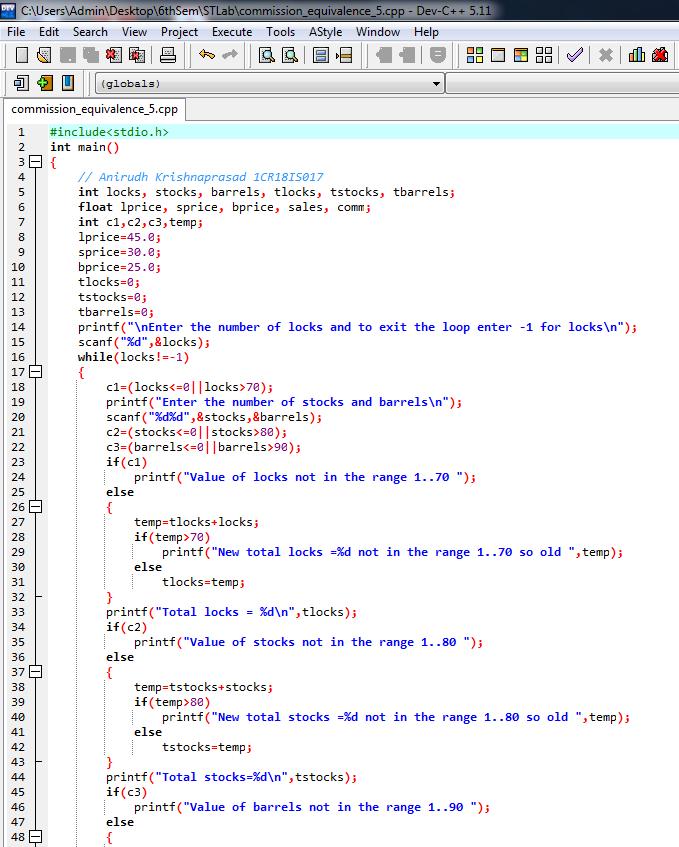 C:\Users\Admin\Desktop\6thSem\STLab\commission_equivalence_5.cpp - Dev-C++ 5.11
File Edit Search View Project Execute Tools AStyle Window Help
(globals)
commission_equivalence_5.cpp
1 #include<stdio.h>
2 int main()
3 {
4 // Anirudh Krishnaprasad 1CR18IS017
5 int locks, stocks, barrels, tlocks, tstocks, tbarrels;
6 float lprice, sprice, bprice, sales, comm;
7 int c1,c2,c3,temp;
8 lprice=45.0;
9 sprice=30.0;
10 bprice=25.0;
11 tlocks=0;
12 tstocks=0;
13 tbarrels=0;
14 printf("\nEnter the number of locks and to exit the loop enter -1 for locks\n");
15 scanf("%d",&locks);
16 while(locks!=-1)
17 {
18 c1=(locks<=0||locks>70);
19 printf("Enter the number of stocks and barrels\n");
20 scanf("%d%d",&stocks,&barrels);
21 c2=(stocks<=0||stocks>80);
22 c3=(barrels<=0||barrels>90);
23 if(c1)
24 printf("Value of locks not in the range 1..70 ");
25 else
26 {
27 temp=tlocks+locks;
28 if(temp>70)
29 printf("New total locks =%d not in the range 1..70 so old ",temp);
30 else
31 tlocks=temp;
32 }
33 printf("Total locks = %d\n",tlocks);
34 if(c2)
35 printf("Value of stocks not in the range 1..80 ");
36 else
37 {
38 temp=tstocks+stocks;
39 if(temp>80)
40 printf("New total stocks =%d not in the range 1..80 so old ",temp);
41 else
42 tstocks=temp;
43 }
44 printf("Total stocks=%d\n",tstocks);
45 if(c3)
46 printf("Value of barrels not in the range 1..90 ");
47 else
48 {